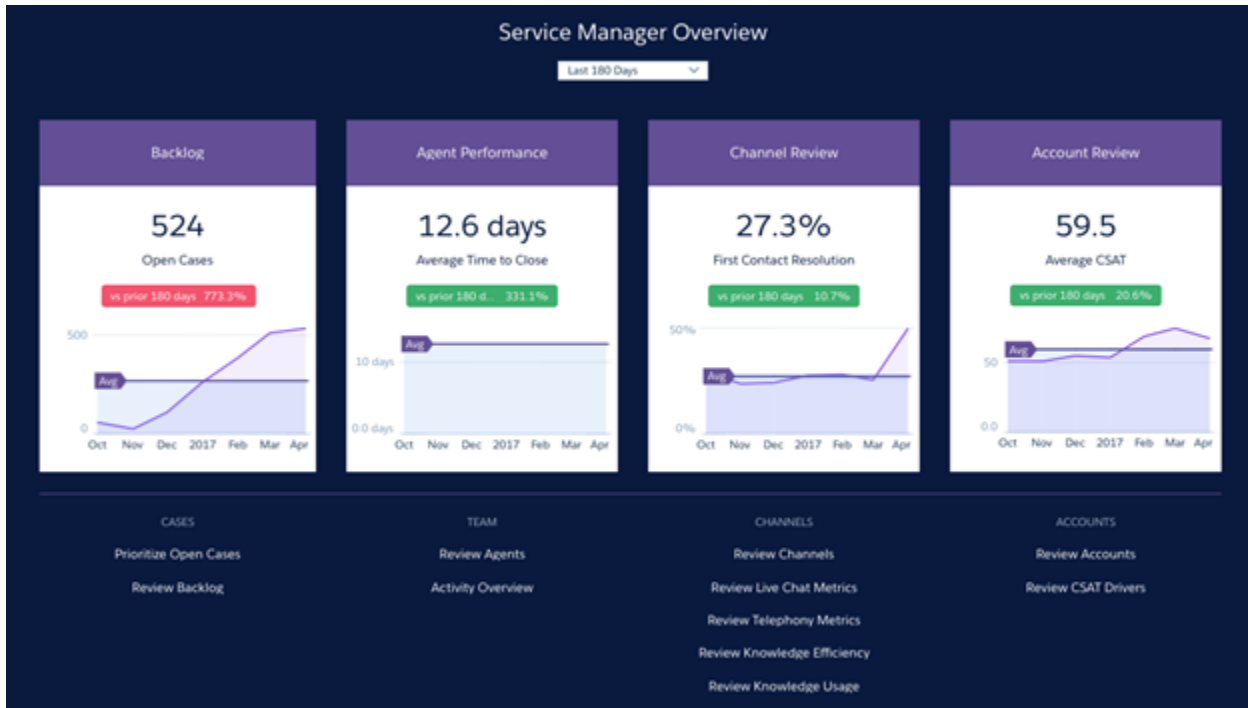 Service Manager Overview
Last 180 Days
Backlog
524
Open Cases
vs prior 180 days 773.3%
500
Avg
0
Oct Nov Dec 2017 Feb Mar Apr
Agent Performance
12.6 days
Average Time to Close
vs prior 180 d... 331.1%
Avg
10 days
0.0 days
Oct Nov Dec 2017 Feb Mar Apr
Channel Review
27.3%
First Contact Resolution
vs prior 180 days 10.7%
50%
Avg
0%
Oct Nov Dec 2017 Feb Mar Apr
Account Review
59.5
Average CSAT
vs prior 180 days 20.6%
Avg
50
0.0
Oct Nov Dec 2017 Feb Mar Apr
CASES
Prioritize Open Cases
Review Backlog
TEAM
Review Agents
Activity Overview
CHANNELS
Review Channels
Review Live Chat Metrics
Review Telephony Metrics
Review Knowledge Efficiency
Review Knowledge Usage
ACCOUNTS
Review Accounts
Review CSAT Drivers